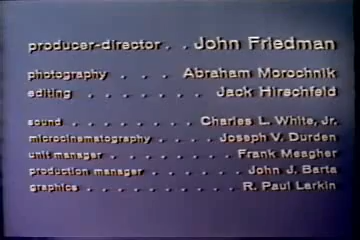 producer-director . . John Friedman
photography . . . . Abraham Morochnik
editing . . . . . . . Jack Hirschfeld
sound . . . . . . . . Charles L. White, Jr.
microcinematography . . . . Joseph V. Durden
unit manager . . . . . . . Frank Meagher
production manager . . . . . John J. Barta
graphics . . . . . . . . R. Paul Larkin